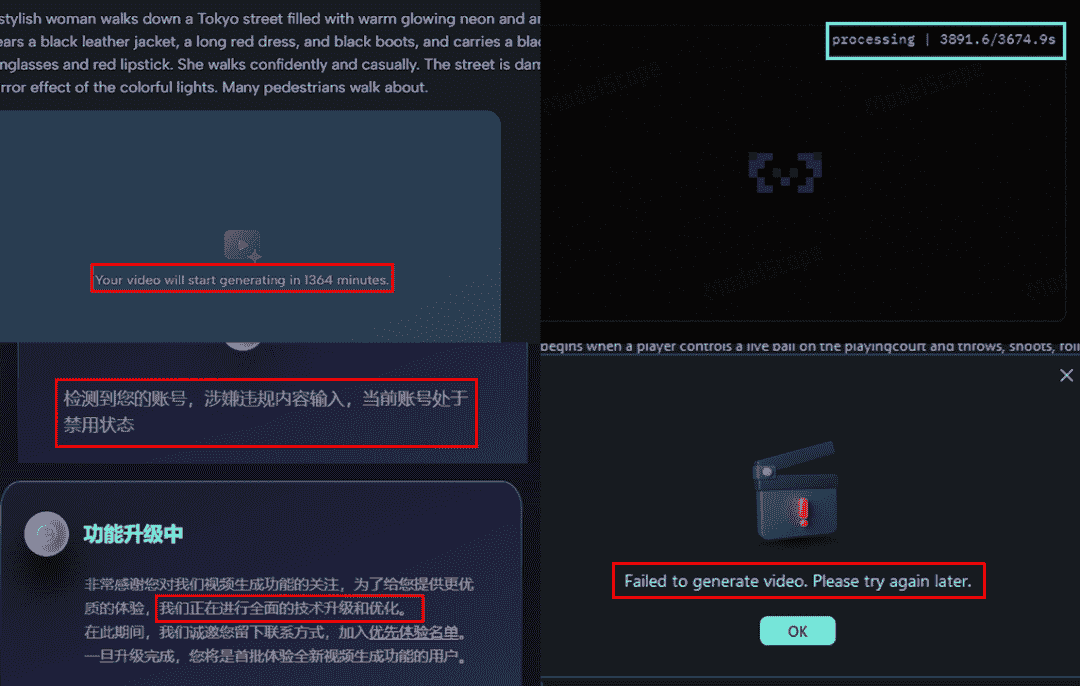 stylish woman walks down a Tokyo street filled with warm glowing neon and
ears a black leather jacket, a long red dress, and black boots, and carries a
nglasses and red lipstick. She walks confidently and casually. The street is
rror effect of the colorful lights. Many pedestrians walk about.
Your video will start generating in 1364 minutes.
processing | 3891.6/3674.9s
ModelScope
ModelScope
ModelScope
检测到您的账号，涉嫌违规内容输入，当前账号处于
禁用状态
功能升级中
非常感谢您对我们视频生成功能的关注，为了给您提供更优
质的体验，我们正在进行全面的技术升级和优化。
在此期间，我们诚邀您留下联系方式，加入优先体验名单。
一旦升级完成，您将是首批体验全新视频生成功能的用户。
begins when a player controls a live ball on the playingcourt and throws, shoots,
Failed to generate video. Please try again later.
OK